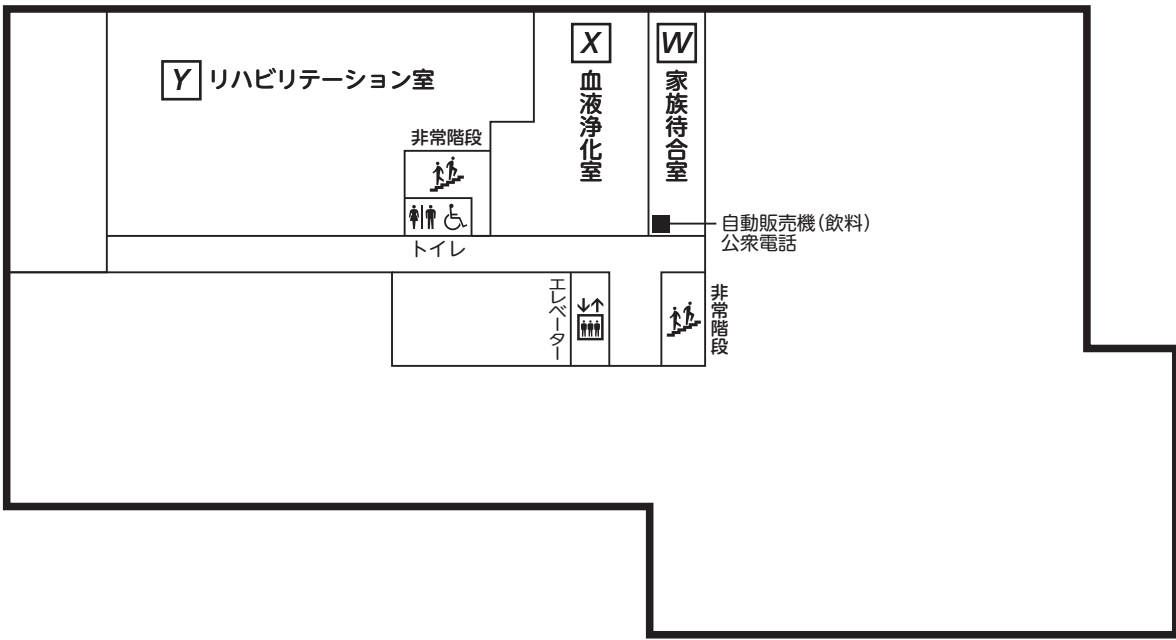 Y リハビリテーション室
X
血液浄化室
W
家族待合室
非常階段
トイレ
自動販売機(飲料)
公衆電話
エレベーター
非常階段